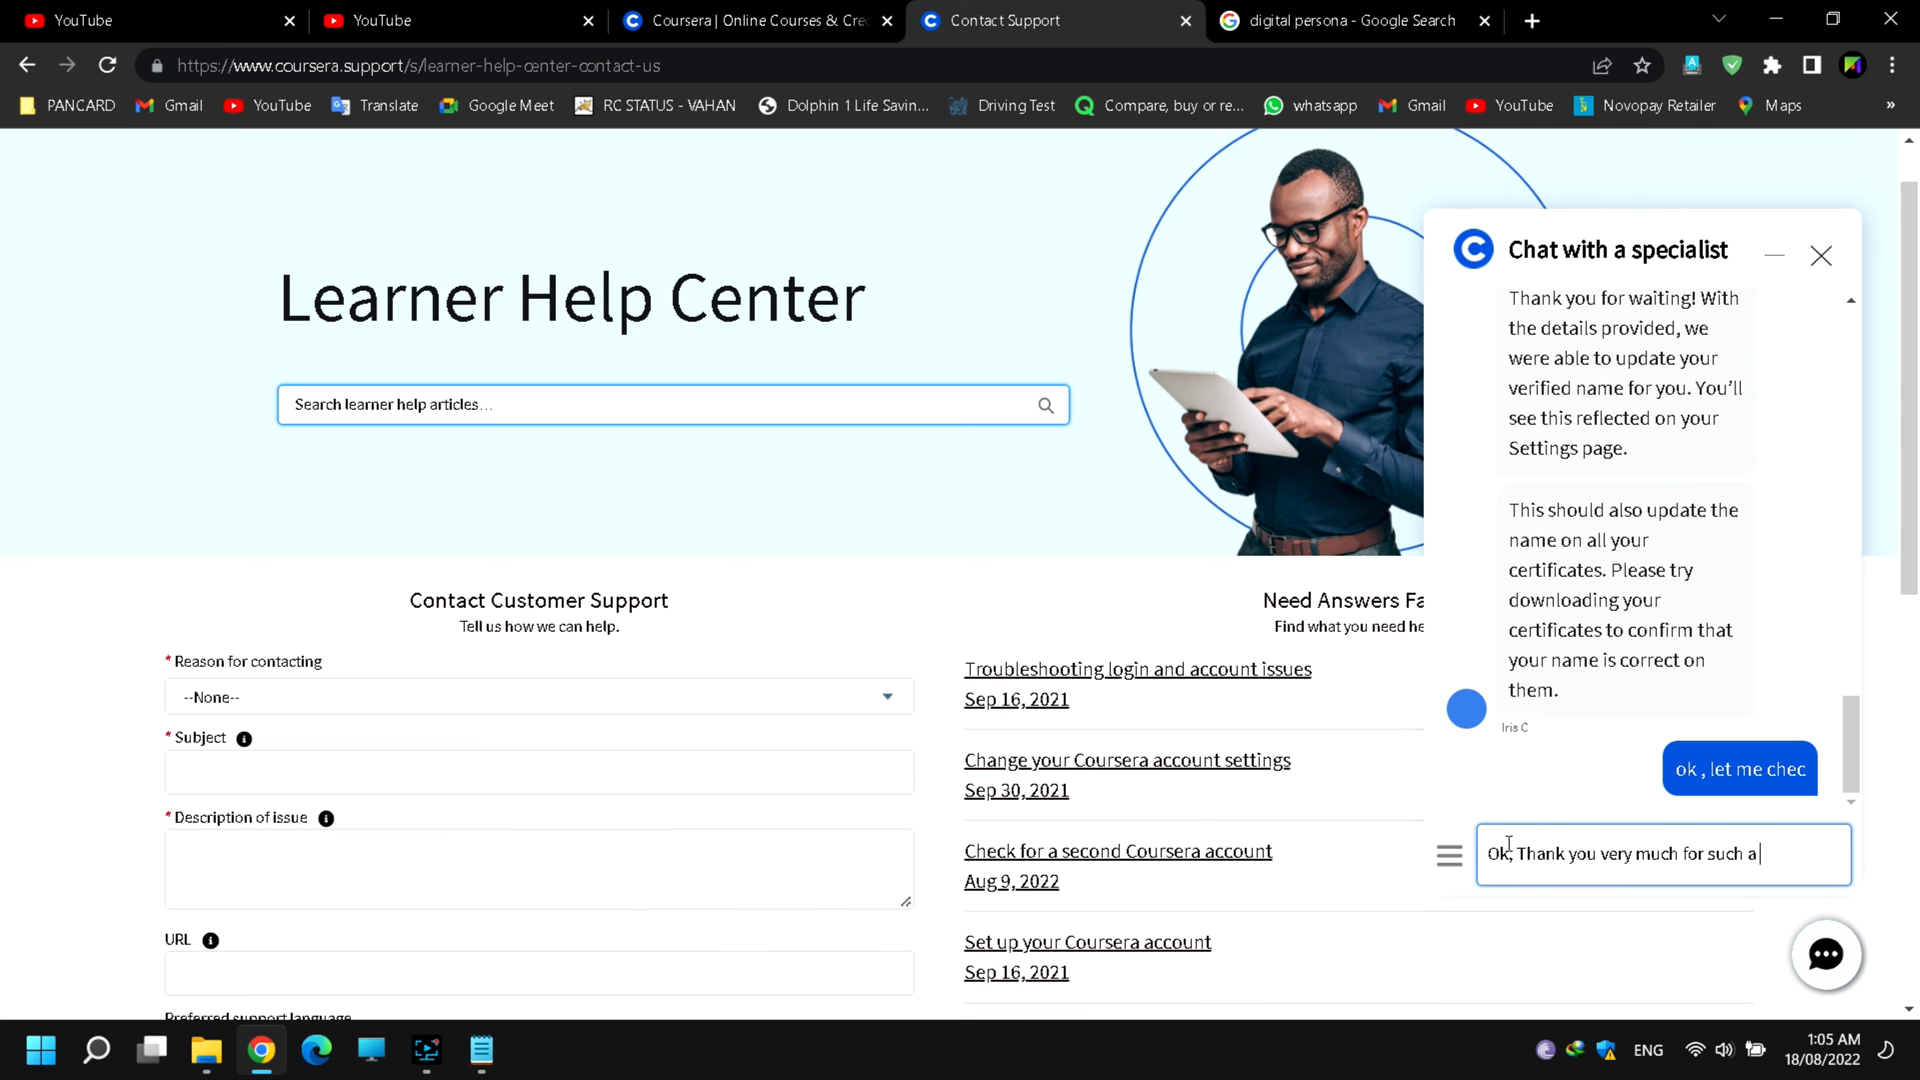 YouTube
YouTube
Coursera | Online Courses & Cre
Contact Support
digital persona - Google Search
https://www.coursera.support/s/learner-help-center-contact-us
PANCARD
Gmail
YouTube
Translate
Google Meet
RC STATUS - VAHAN
Dolphin 1 Life Savin...
Driving Test
Compare, buy or re...
whatsapp
Gmail
YouTube
Novopay Retailer
Maps
»
Learner Help Center
Search learner help articles...
Contact Customer Support
Tell us how we can help.
* Reason for contacting
--None--
* Subject
* Description of issue
URL
Preferred support language
Need Answers Fa
Find what you need he
Troubleshooting login and account issues
Sep 16, 2021
Change your Coursera account settings
Sep 30, 2021
Check for a second Coursera account
Aug 9, 2022
Set up your Coursera account
Sep 16, 2021
Chat with a specialist
Thank you for waiting! With
the details provided, we
were able to update your
verified name for you. You’ll
see this reflected on your
Settings page.
This should also update the
name on all your
certificates. Please try
downloading your
certificates to confirm that
your name is correct on
them.
Iris C
ok , let me chec
Ok, Thank you very much for such a
ENG
1:05 AM
18/08/2022